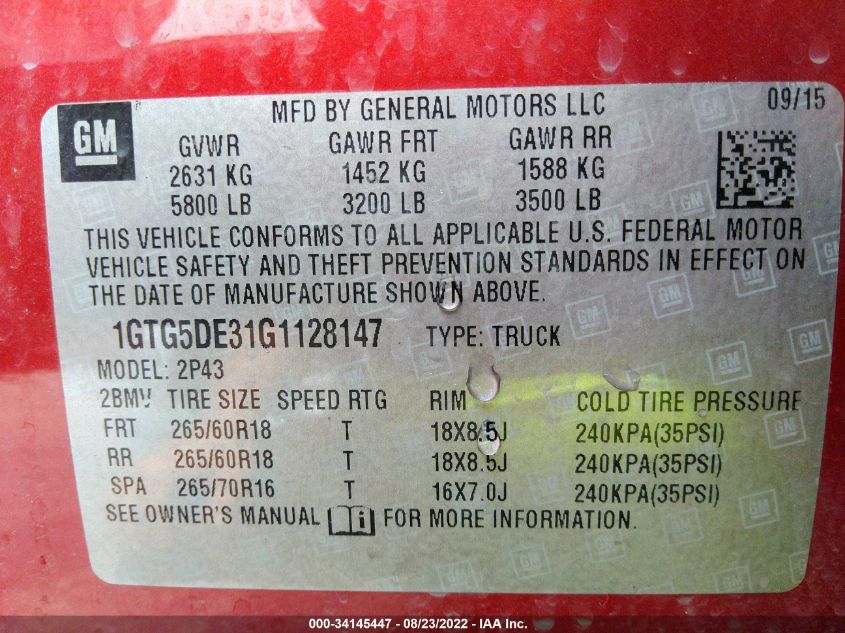 MFD BY GENERAL MOTORS LLC 09/15
GM
GVWR GAWR FRT GAWR RR
2631 KG 1452 KG 1588 KG
5800 LB 3200 LB 3500 LB
THIS VEHICLE CONFORMS TO ALL APPLICABLE U.S. FEDERAL MOTOR
VEHICLE SAFETY AND THEFT PREVENTION STANDARDS IN EFFECT ON
THE DATE OF MANUFACTURE SHOWN ABOVE.
1GTG5DE31G1128147 TYPE: TRUCK
MODEL: 2P43
2BMV TIRE SIZE SPEED RTG RIM COLD TIRE PRESSURE
FRT 265/60R18 T 18X8.5J 240KPA(35PSI)
RR 265/60R18 T 18X8.5J 240KPA(35PSI)
SPA 265/70R16 T 16X7.0J 240KPA(35PSI)
SEE OWNER'S MANUAL FOR MORE INFORMATION.
000-34145447 - 08/23/2022 - IAA Inc.